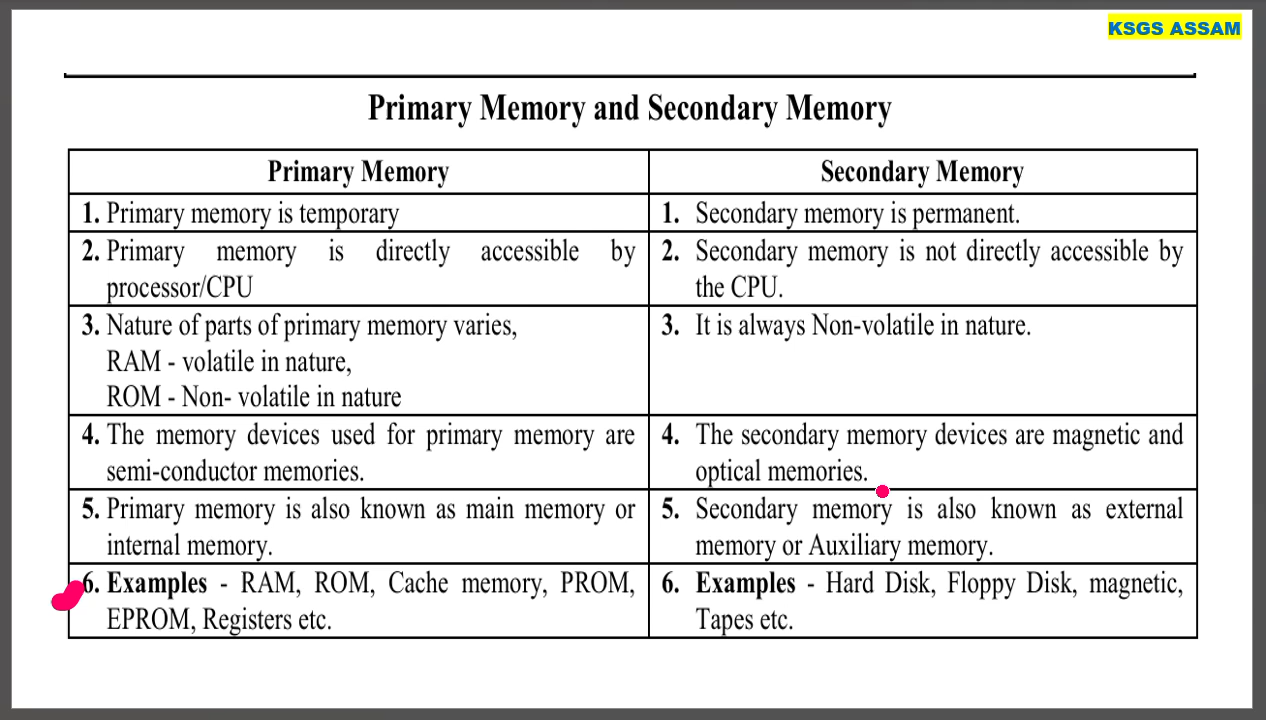 KSGS ASSAM
Primary Memory and Secondary Memory
Primary Memory
Secondary Memory
1. Primary memory is temporary
1. Secondary memory is permanent.
2. Primary memory is directly accessible by
processor/CPU
2. Secondary memory is not directly accessible by
the CPU.
3. Nature of parts of primary memory varies,
RAM - volatile in nature,
ROM - Non- volatile in nature
3. It is always Non-volatile in nature.
4. The memory devices used for primary memory are
semi-conductor memories.
4. The secondary memory devices are magnetic and
optical memories.
5. Primary memory is also known as main memory or
internal memory.
5. Secondary memory is also known as external
memory or Auxiliary memory.
6. Examples - RAM, ROM, Cache memory, PROM,
EPROM, Registers etc.
6. Examples - Hard Disk, Floppy Disk, magnetic,
Tapes etc.